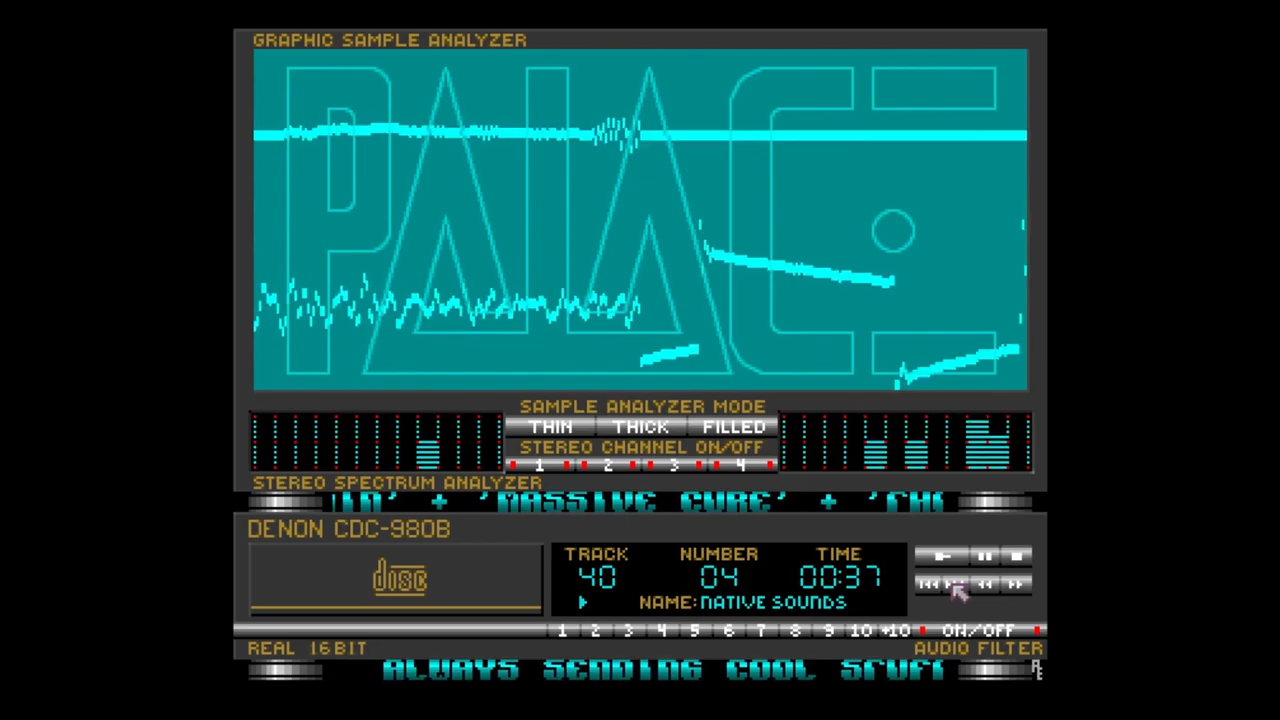 GRAPHIC SAMPLE ANALYZER
PALACE
SAMPLE ANALYZER MODE
THIN THICK FILLED
STEREO CHANNEL ON/OFF
1 2 3 4
STEREO SPECTRUM ANALYZER
+ 'MASSIVE CURE' +
DENON CDC-980B
disc
TRACK NUMBER TIME
40 04 00:37
NAME:NATIVE SOUNDS
1 2 3 4 5 6 7 8 9 10 +10 ON/OFF
REAL 16BIT
AUDIO FILTER
ALWAYS SENDING COOL STUFF